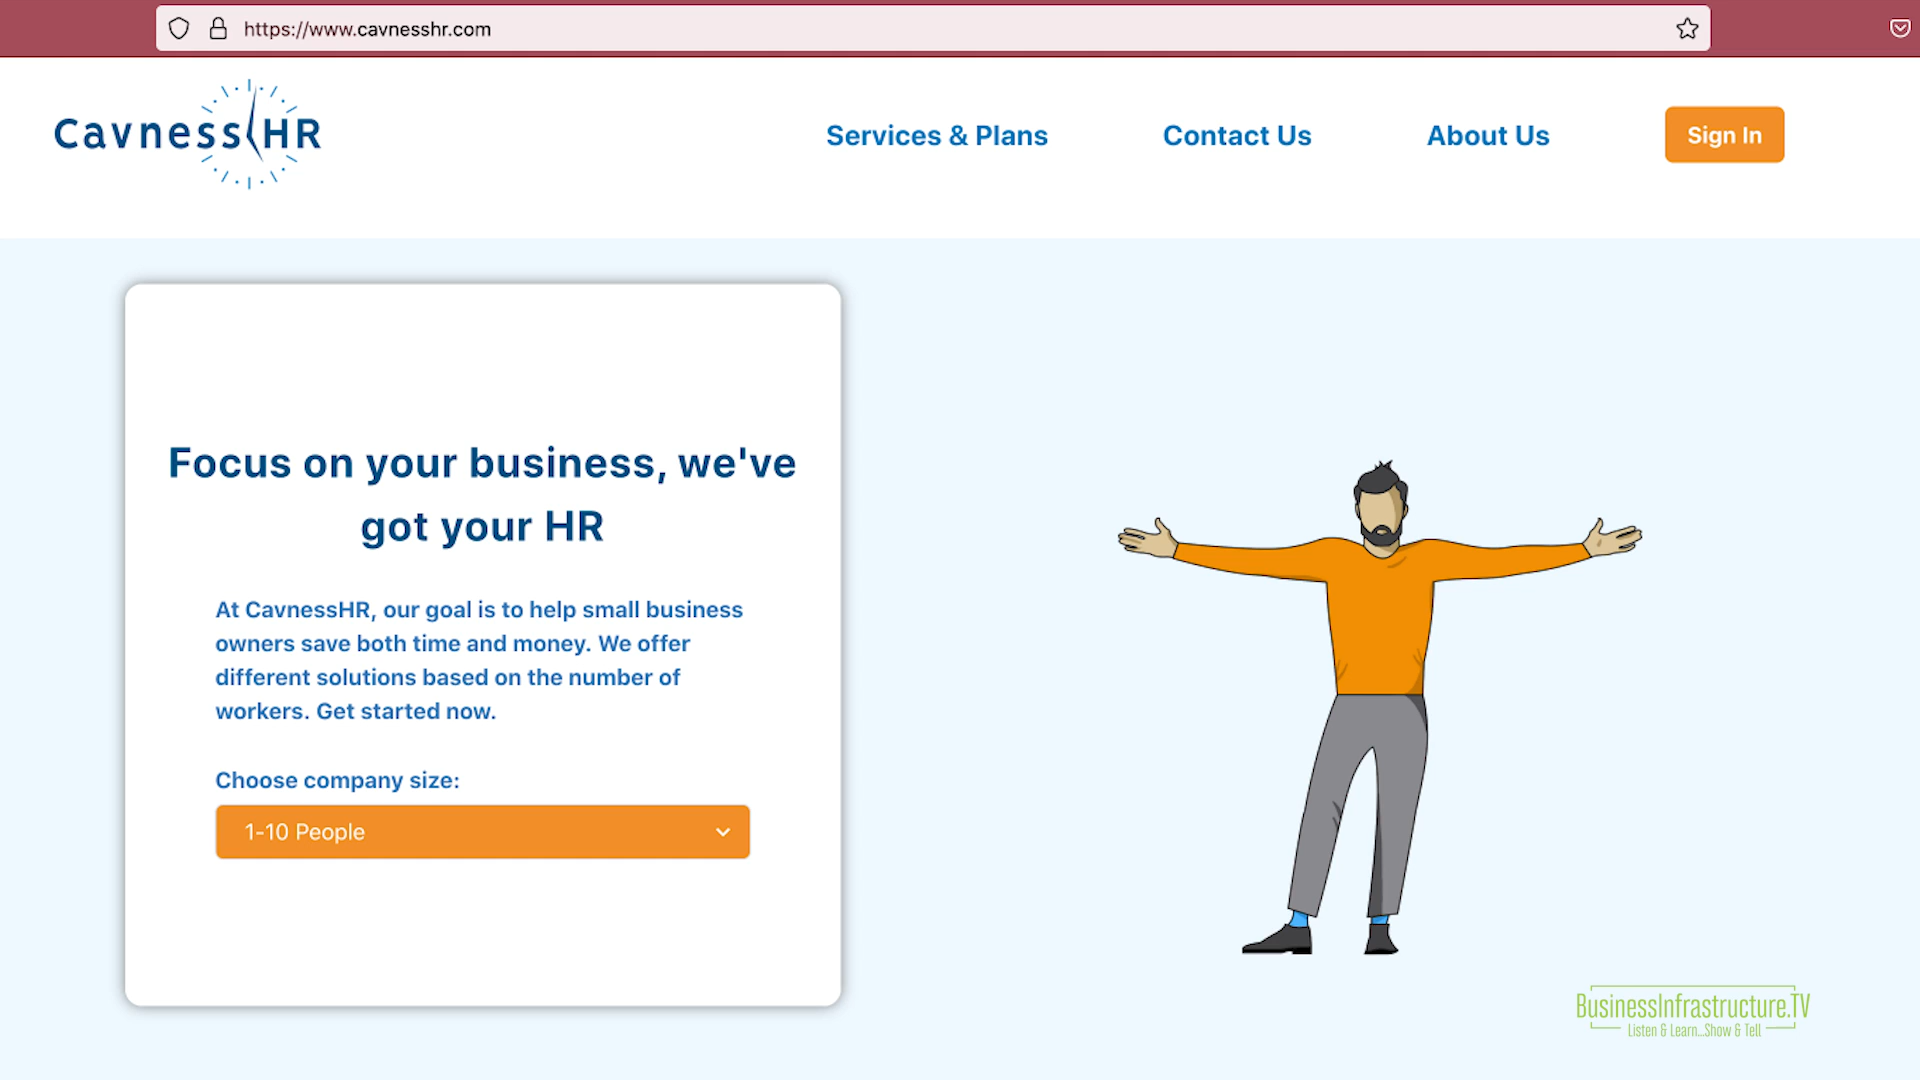 https://www.cavnesshr.com
CavnessHR
Services & Plans
Contact Us
About Us
Sign In
Focus on your business, we've
got your HR
At CavnessHR, our goal is to help small business
owners save both time and money. We offer
different solutions based on the number of
workers. Get started now.
Choose company size:
1-10 People
BusinessInfrastructure.TV
Listen & Learn...Show & Tell